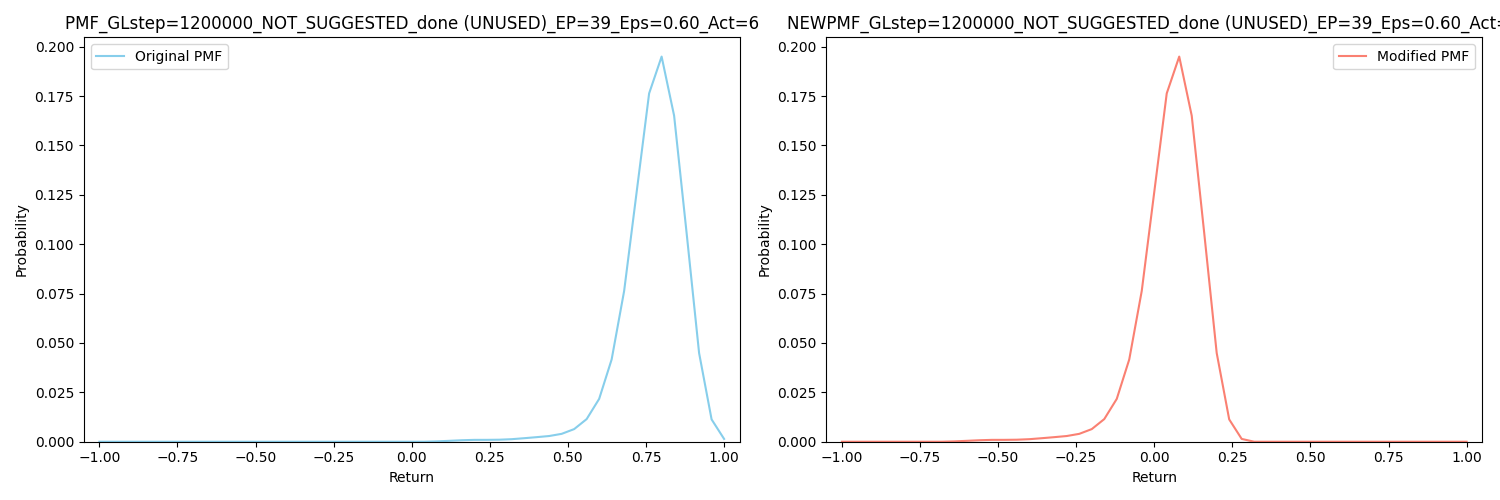 PMF_GLstep=1200000_NOT_SUGGESTED_done (UNUSED)_EP=39_Eps=0.60_Act=6
Original PMF
Probability
0.200
0.175
0.150
0.125
0.100
0.075
0.050
0.025
0.000
−1.00 −0.75 −0.50 −0.25 0.00 0.25 0.50 0.75 1.00
Return
NEWPMF_GLstep=1200000_NOT_SUGGESTED_done (UNUSED)_EP=39_Eps=0.60_Act=
Modified PMF
Probability
0.200
0.175
0.150
0.125
0.100
0.075
0.050
0.025
0.000
−1.00 −0.75 −0.50 −0.25 0.00 0.25 0.50 0.75 1.00
Return